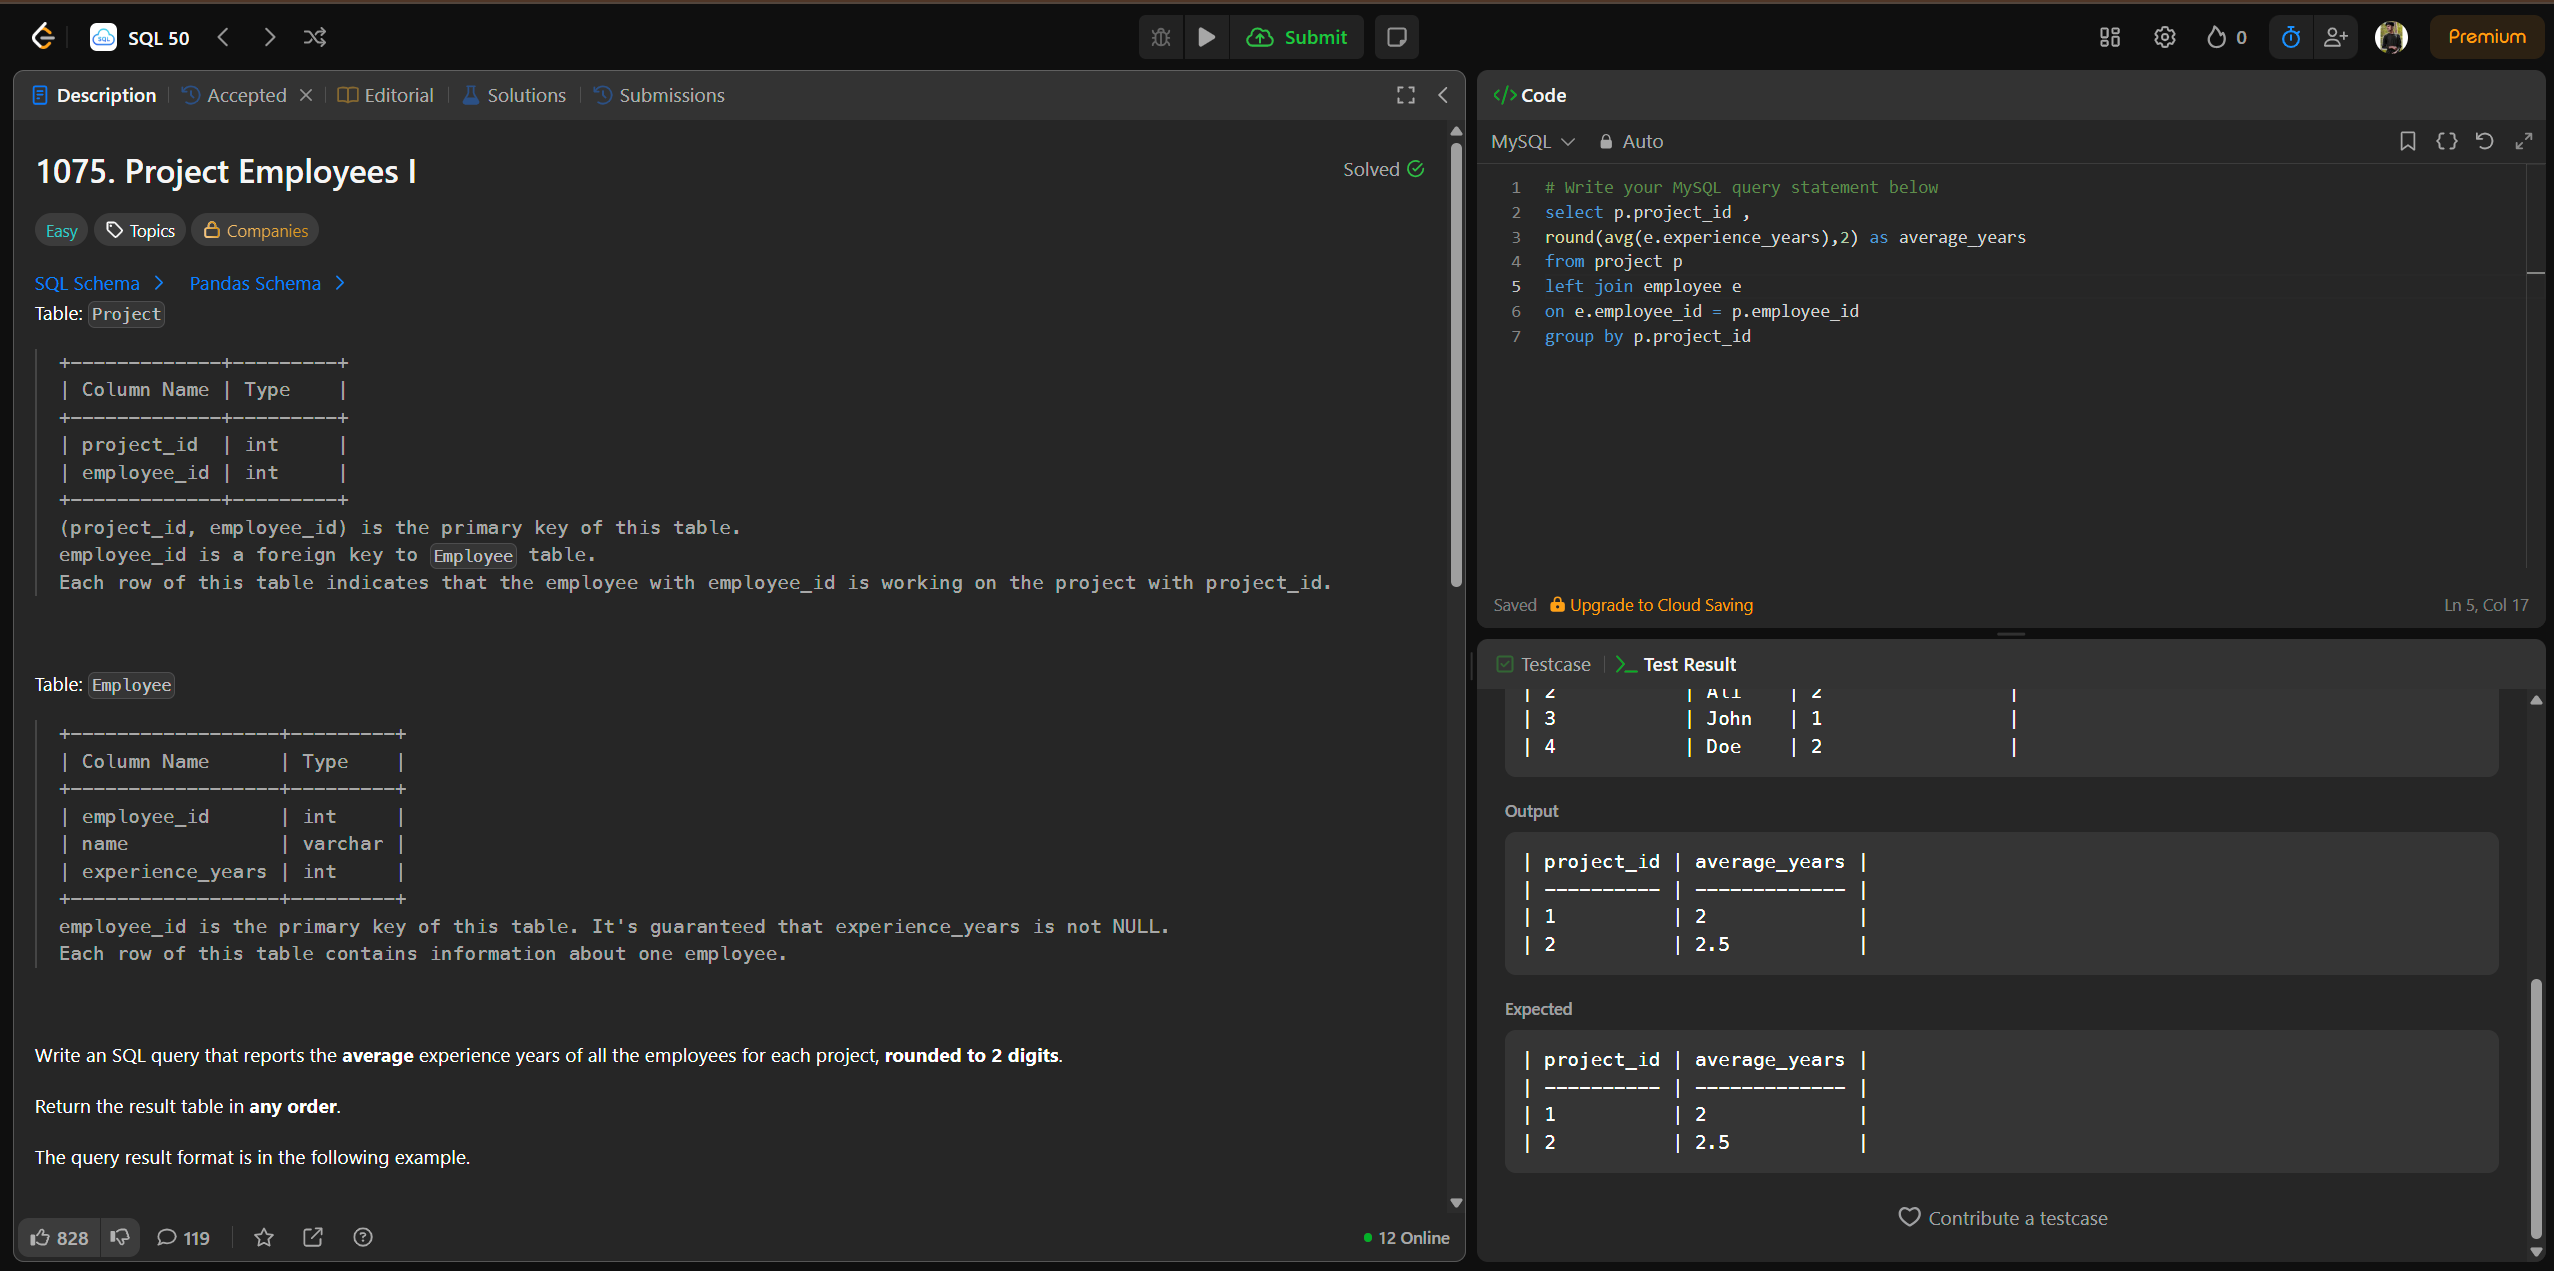 SQL 50
Submit
0
Premium
Description
Accepted
Editorial
Solutions
Submissions
1075. Project Employees I
Solved
Easy
Topics
Companies
SQL Schema
Pandas Schema
Table: Project
+-------------+---------+
| Column Name | Type    |
+-------------+---------+
| project_id  | int     |
| employee_id | int     |
+-------------+---------+
(project_id, employee_id) is the primary key of this table.
employee_id is a foreign key to Employee table.
Each row of this table indicates that the employee with employee_id is working on the project with project_id.
Table: Employee
+------------------+---------+
| Column Name      | Type    |
+------------------+---------+
| employee_id      | int     |
| name             | varchar |
| experience_years | int     |
+------------------+---------+
employee_id is the primary key of this table. It's guaranteed that experience_years is not NULL.
Each row of this table contains information about one employee.
Write an SQL query that reports the average experience years of all the employees for each project, rounded to 2 digits.
Return the result table in any order.
The query result format is in the following example.
828
119
12 Online
</> Code
MySQL
Auto
1 # Write your MySQL query statement below
2 select p.project_id ,
3 round(avg(e.experience_years),2) as average_years
4 from project p
5 left join employee e
6 on e.employee_id = p.employee_id
7 group by p.project_id
Saved
Upgrade to Cloud Saving
Ln 5, Col 17
Testcase
Test Result
| 2           | Ali    | 2                |
| 3           | John   | 1                |
| 4           | Doe    | 2                |
Output
| project_id | average_years |
| ---------- | ------------- |
| 1          | 2             |
| 2          | 2.5           |
Expected
| project_id | average_years |
| ---------- | ------------- |
| 1          | 2             |
| 2          | 2.5           |
Contribute a testcase